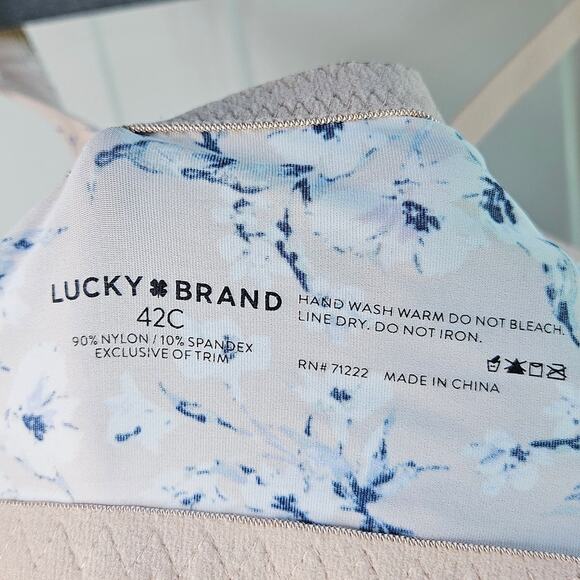 LUCKY BRAND
42C
90% NYLON / 10% SPANDEX
EXCLUSIVE OF TRIM
HAND WASH WARM DO NOT BLEACH.
LINE DRY. DO NOT IRON.
RN# 71222 MADE IN CHINA